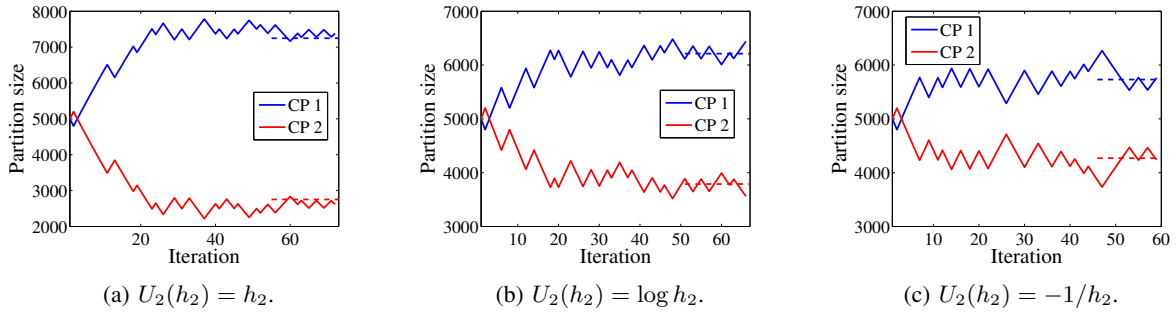 8000
7000
6000
5000
4000
3000
2000
Partition size
CP 1
CP 2
20
40
60
Iteration
(a) U₂(h₂) = h₂.
8000
7000
6000
5000
4000
3000
Partition size
CP 1
CP 2
10
20
30
40
50
60
Iteration
(b) U₂(h₂) = log h₂.
8000
7000
6000
5000
4000
3000
Partition size
CP 1
CP 2
10
20
30
40
50
60
Iteration
(c) U₂(h₂) = −1/h₂.